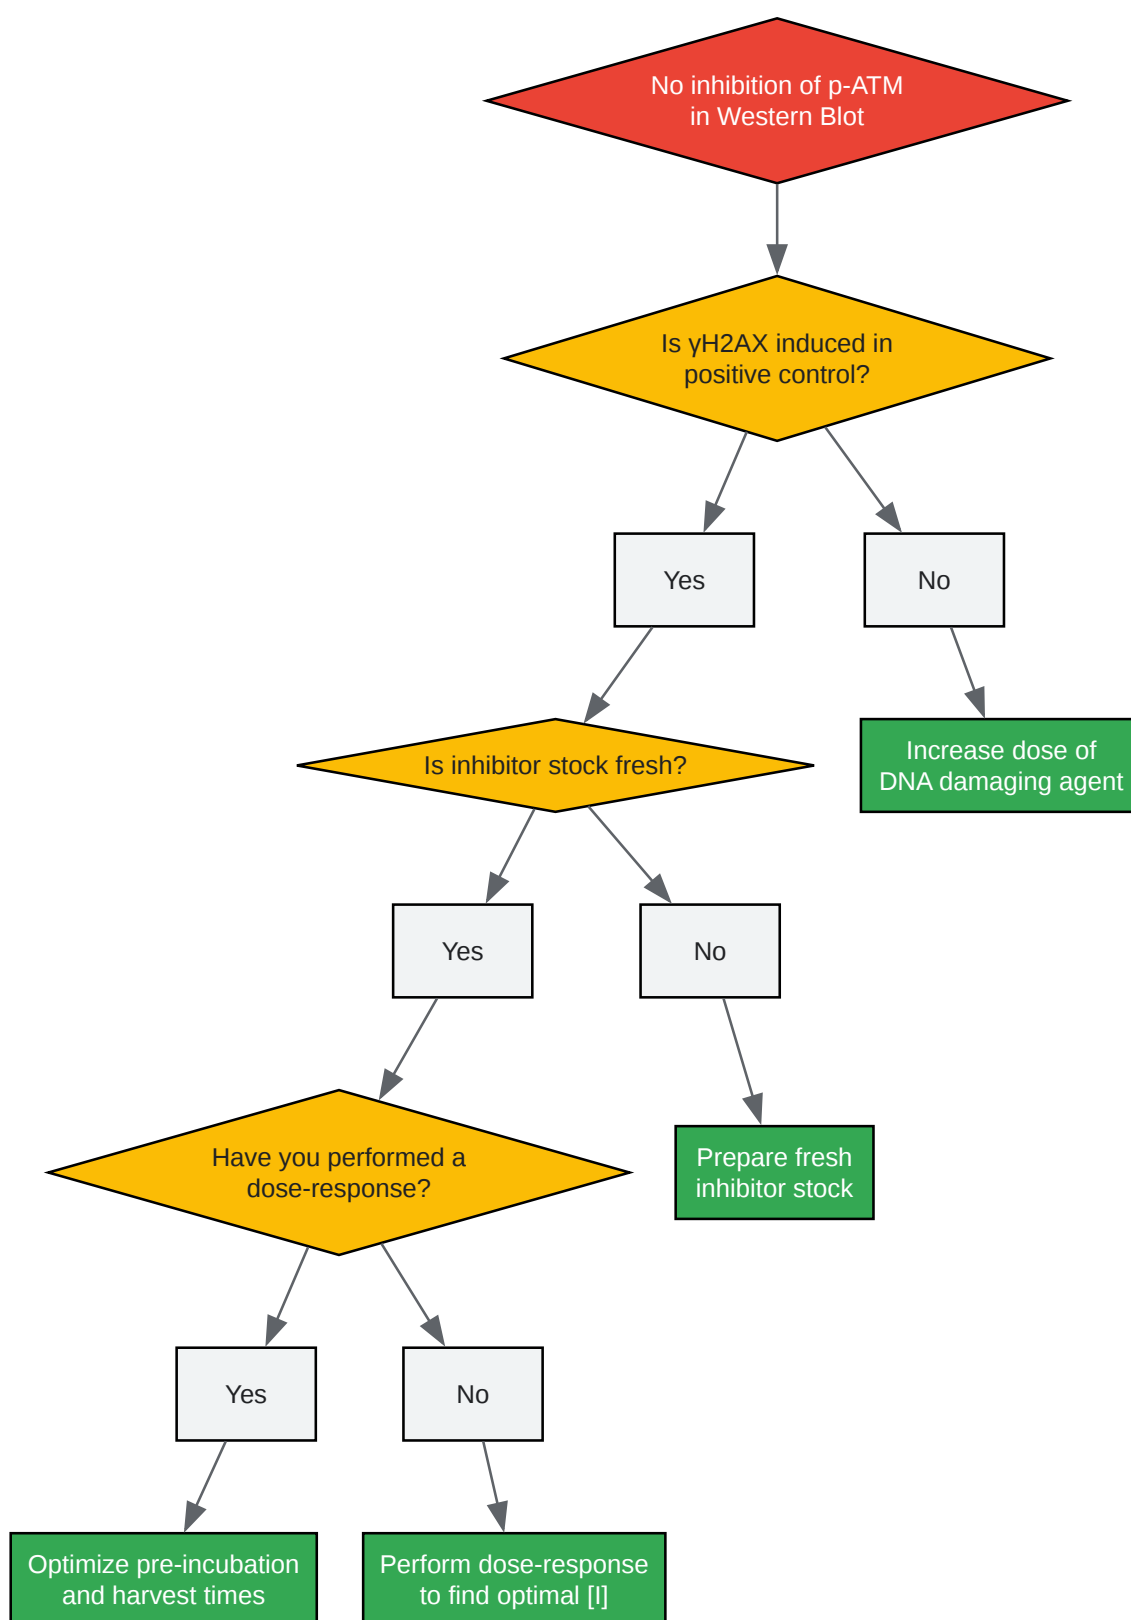 No inhibition of p-ATM
in Western Blot
Is γH2AX induced in
positive control?
Yes
No
Is inhibitor stock fresh?
Increase dose of
DNA damaging agent
Yes
No
Have you performed a
dose-response?
Prepare fresh
inhibitor stock
Yes
No
Optimize pre-incubation
and harvest times
Perform dose-response
to find optimal [I]